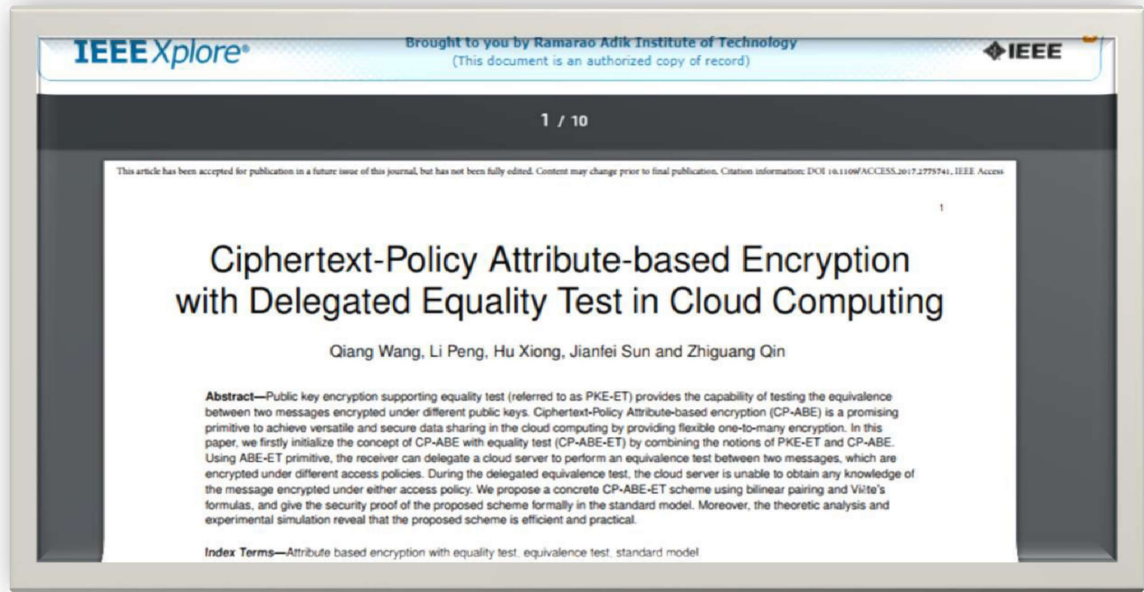 IEEE Xplore®
Brought to you by Ramarao Adik Institute of Technology
(This document is an authorized copy of record)
IEEE
1 / 10
This article has been accepted for publication in a future issue of this journal, but has not been fully edited. Content may change prior to final publication. Citation information: DOI 10.1109/ACCESS.2017.2775741, IEEE Access
1
Ciphertext-Policy Attribute-based Encryption
with Delegated Equality Test in Cloud Computing
Qiang Wang, Li Peng, Hu Xiong, Jianfei Sun and Zhiguang Qin
Abstract—Public key encryption supporting equality test (referred to as PKE-ET) provides the capability of testing the equivalence
between two messages encrypted under different public keys. Ciphertext-Policy Attribute-based encryption (CP-ABE) is a promising
primitive to achieve versatile and secure data sharing in the cloud computing by providing flexible one-to-many encryption. In this
paper, we firstly initialize the concept of CP-ABE with equality test (CP-ABE-ET) by combining the notions of PKE-ET and CP-ABE.
Using ABE-ET primitive, the receiver can delegate a cloud server to perform an equivalence test between two messages, which are
encrypted under different access policies. During the delegated equivalence test, the cloud server is unable to obtain any knowledge of
the message encrypted under either access policy. We propose a concrete CP-ABE-ET scheme using bilinear pairing and
formulas, and give the security proof of the proposed scheme formally in the standard model. Moreover, the theoretic analysis and
experimental simulation reveal that the proposed scheme is efficient and practical.
Index Terms—Attribute based encryption with equality test, equivalence test, standard model